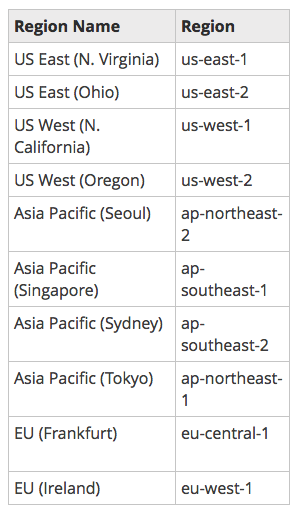 Region Name Region
US East (N. Virginia) us-east-1
US East (Ohio) us-east-2
US West (N. us-west-1
California)
US West (Oregon) us-west-2
Asia Pacific (Seoul) ap-northeast-
2
Asia Pacific ap-
(Singapore) southeast-1
Asia Pacific (Sydney) ap-
southeast-2
Asia Pacific (Tokyo) ap-northeast-
1
EU (Frankfurt) eu-central-1
EU (Ireland) eu-west-1